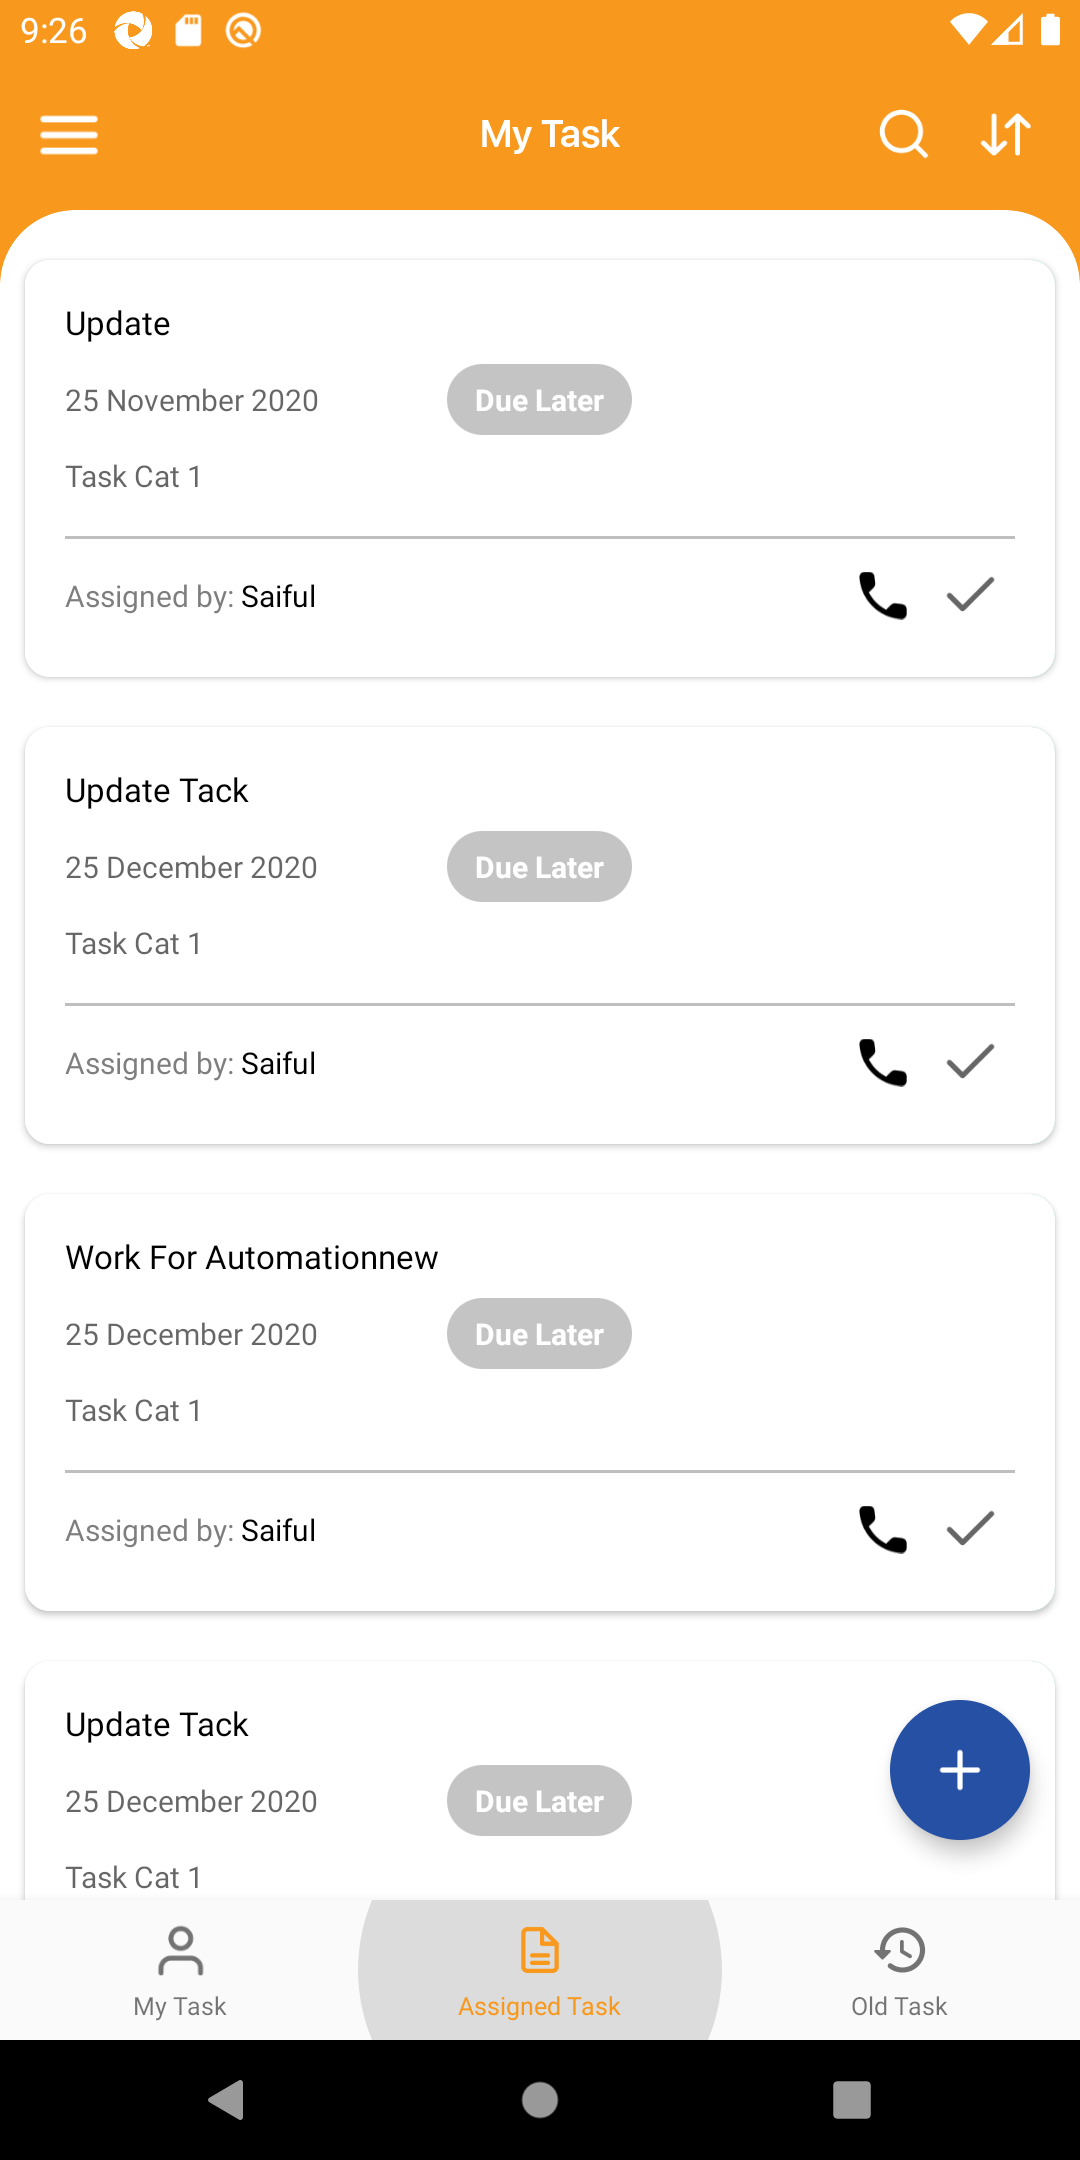 9:26
My Task
Update
25 November 2020
Due Later
Task Cat 1
Assigned by: Saiful
Update Tack
25 December 2020
Due Later
Task Cat 1
Assigned by: Saiful
Work For Automationnew
25 December 2020
Due Later
Task Cat 1
Assigned by: Saiful
Update Tack
25 December 2020
Due Later
Task Cat 1
My Task
Assigned Task
Old Task